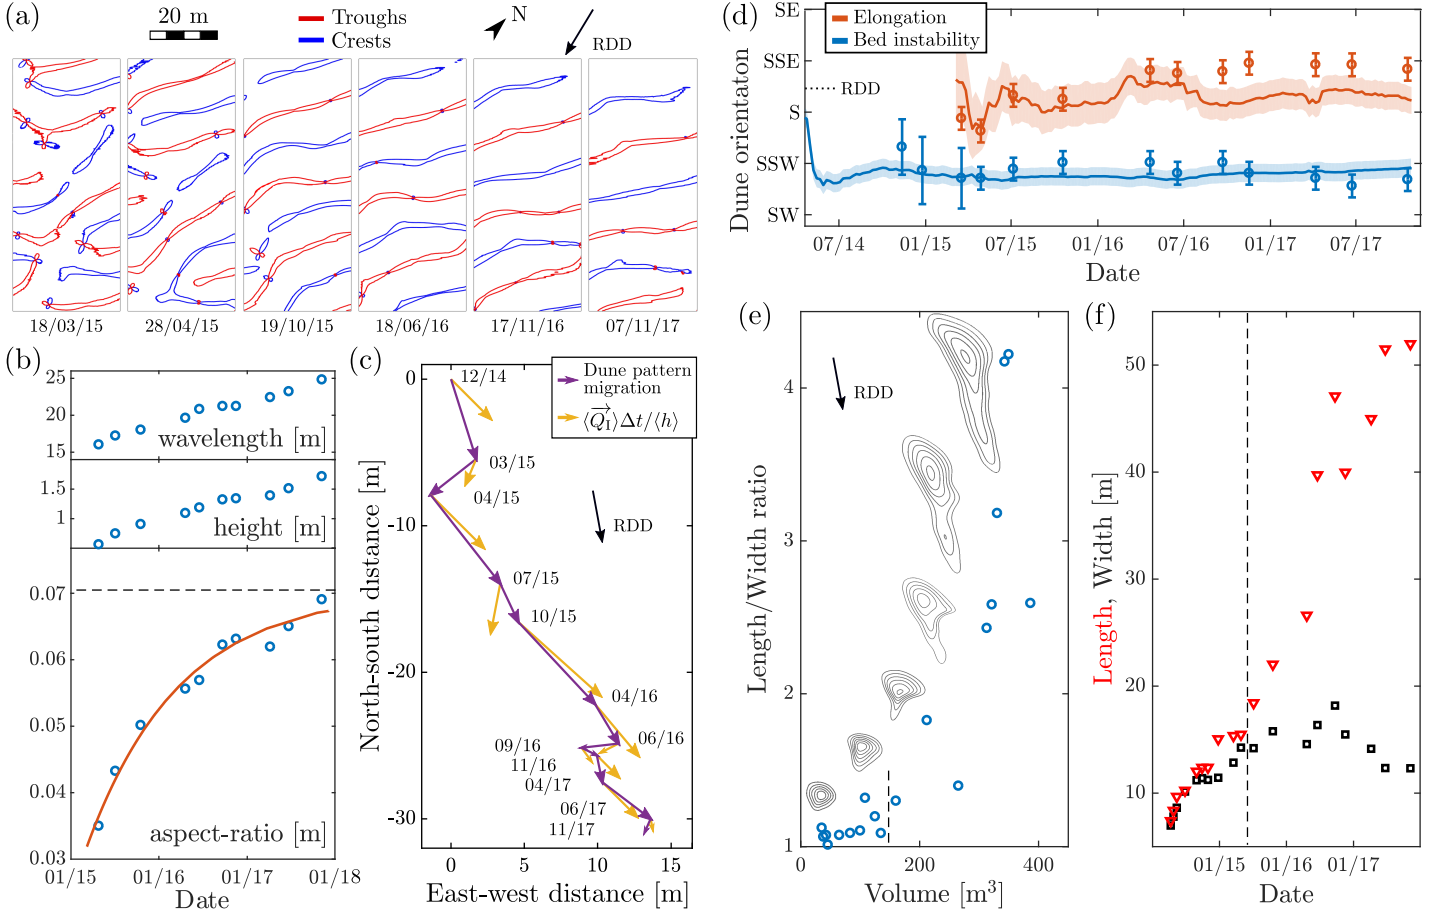 (a)
20 m
Troughs
Crests
N
RDD
18/03/15
28/04/15
19/10/15
18/06/16
17/11/16
07/11/17
(b)
25
20
15
wavelength [m]
1.5
1
height [m]
0.07
0.06
0.05
0.04
0.03
aspect-ratio [m]
01/15
01/16
01/17
01/18
Date
(c)
Dune pattern
migration
⟨Q⃗_I⟩Δt/⟨h⟩
0
-10
-20
-30
North-south distance [m]
12/14
03/15
04/15
07/15
10/15
04/16
06/16
09/16
11/16
04/17
06/17
11/17
RDD
0
5
10
15
East-west distance [m]
(d)
Elongation
Bed instability
RDD
SE
SSE
S
SSW
SW
Dune orientaton
07/14
01/15
07/15
01/16
07/16
01/17
07/17
Date
(e)
RDD
4
3
2
1
Length/Width ratio
0
200
400
Volume [m³]
(f)
50
40
30
20
10
Length, Width [m]
01/15
01/16
01/17
Date